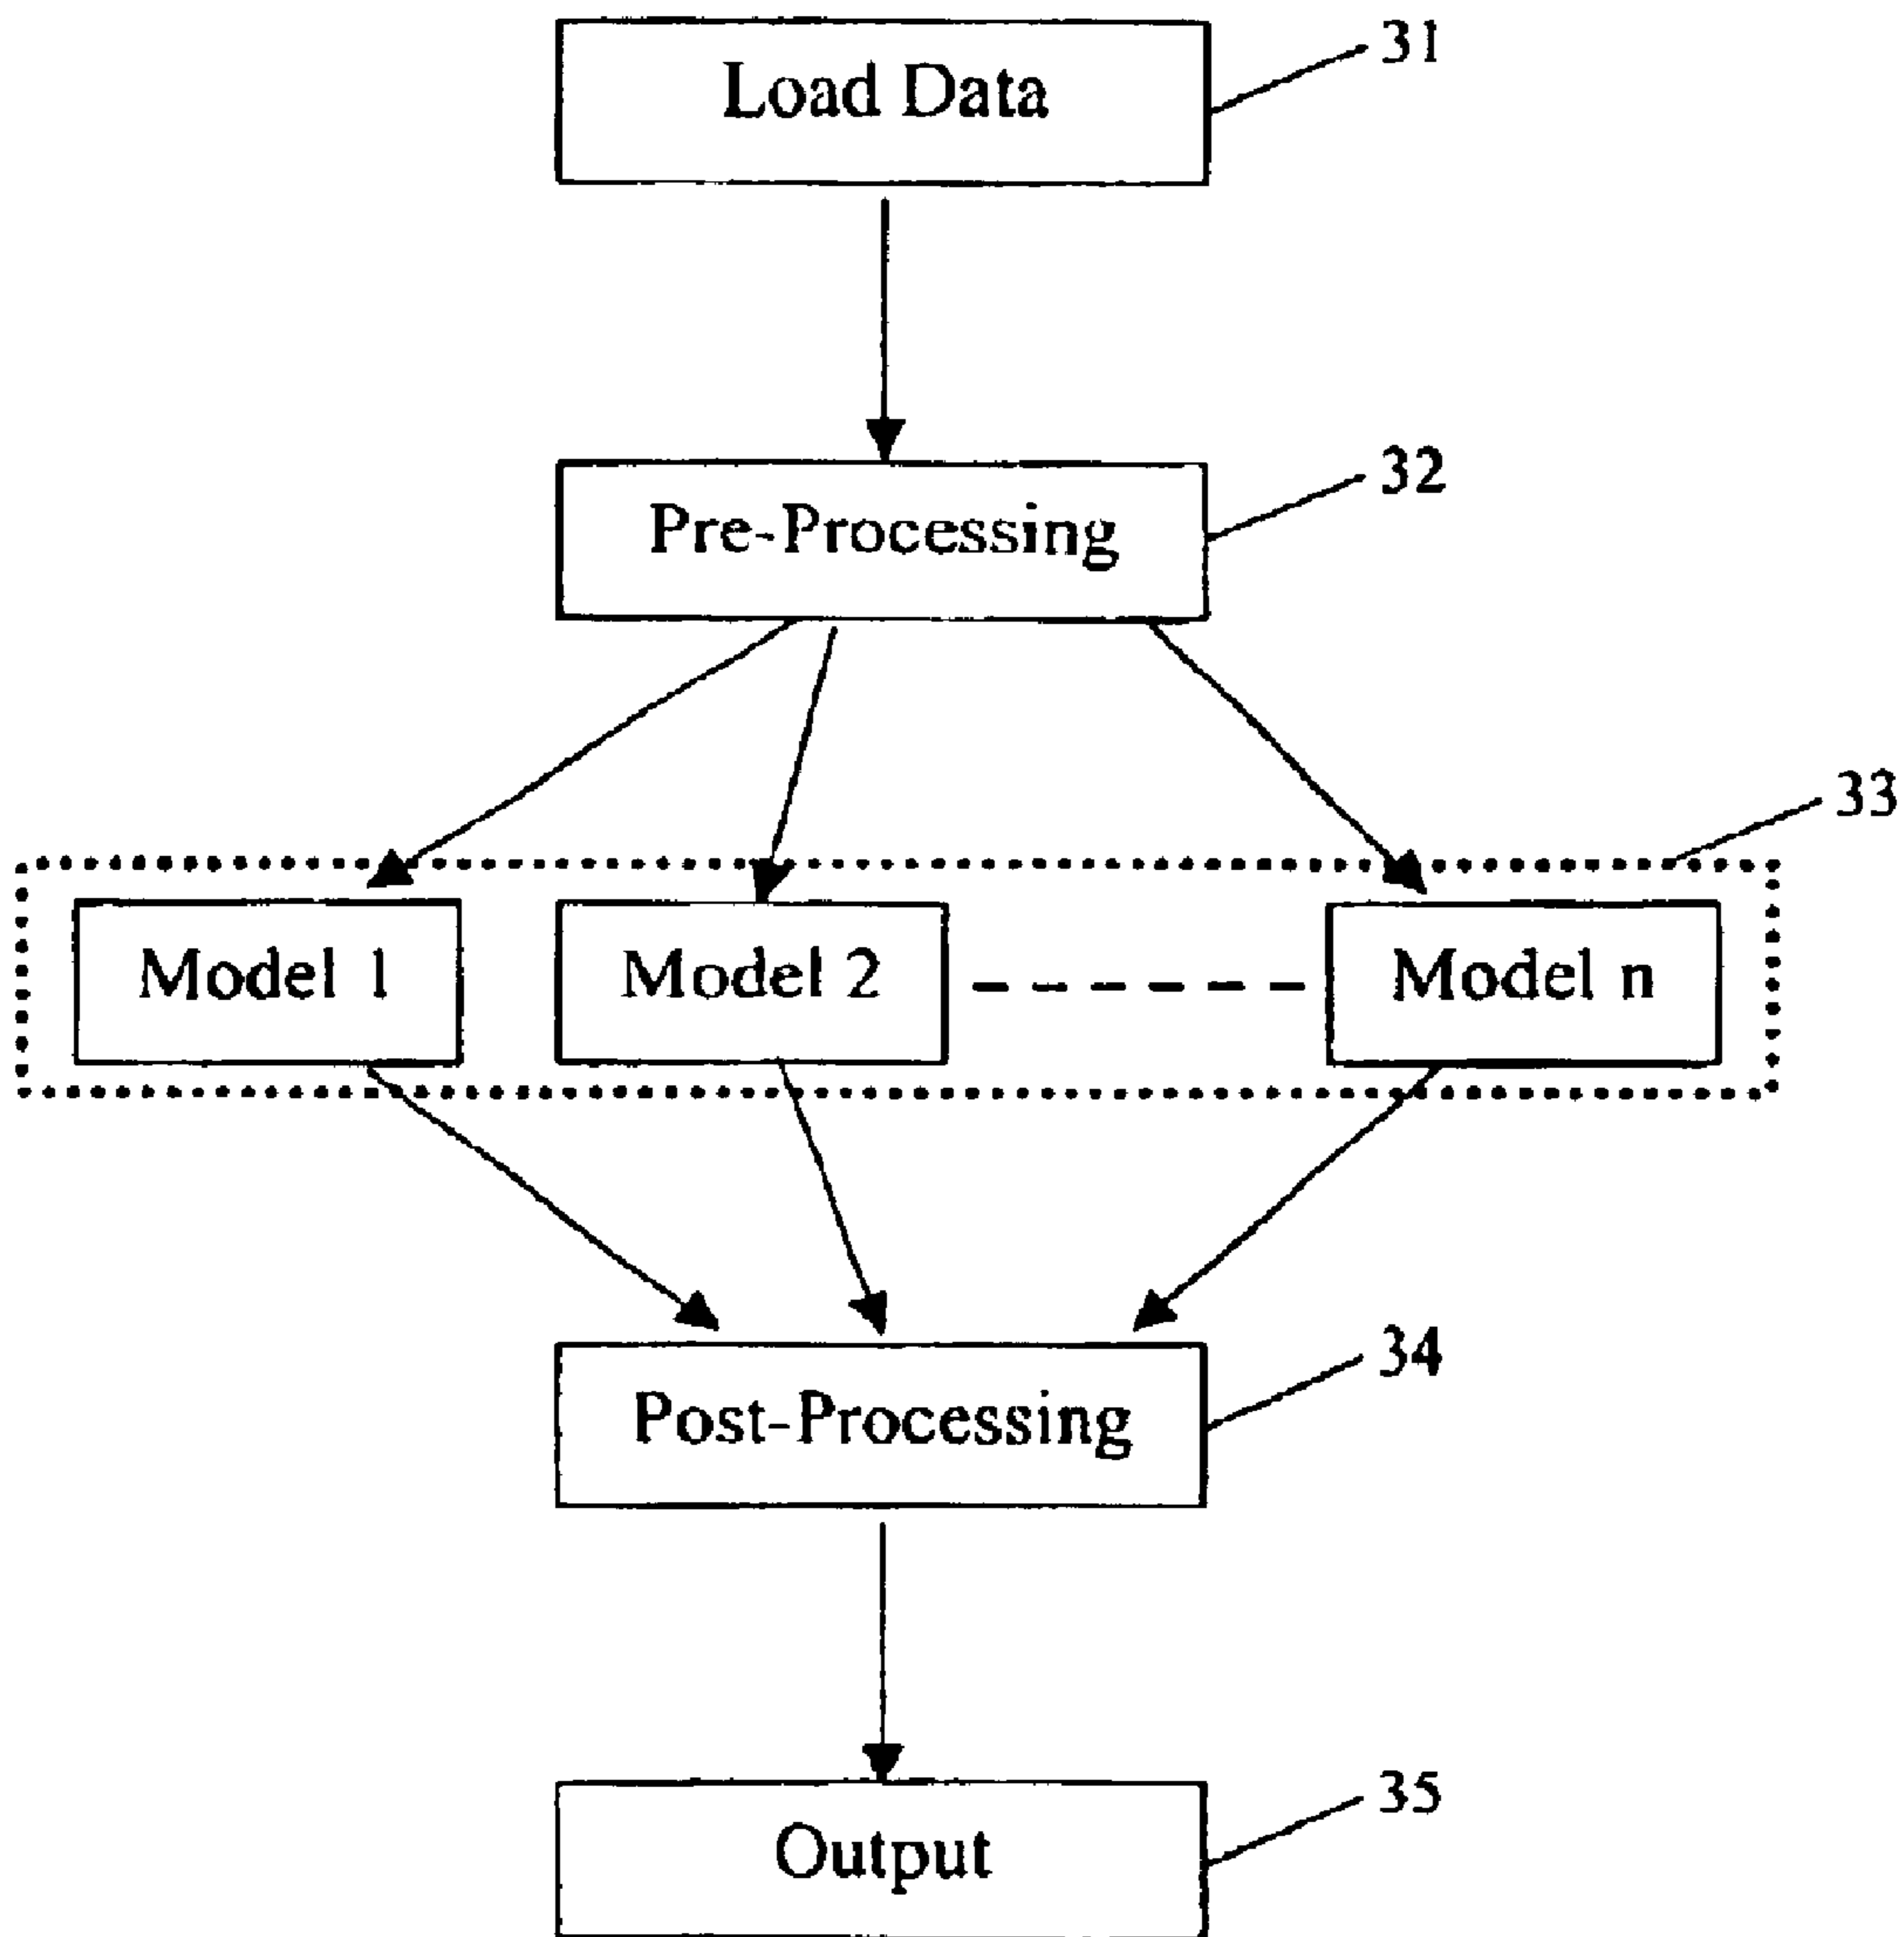 Load Data
31
Pre-Processing
32
33
Model 1
Model 2
Model n
Post-Processing
34
Output
35